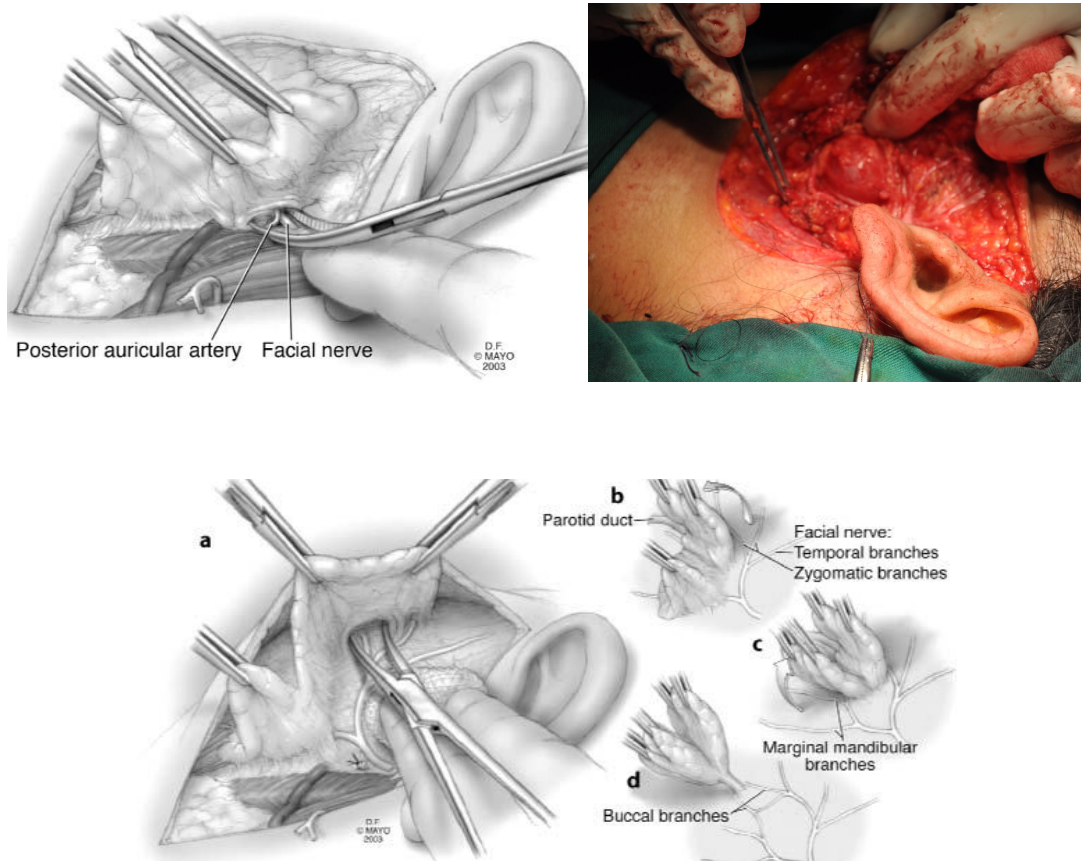 Posterior auricular artery Facial nerve
D.F.
© MAYO
2003
a
b
Parotid duct
Facial nerve:
Temporal branches
Zygomatic branches
c
Marginal mandibular
branches
d
Buccal branches
D.F.
© MAYO
2003